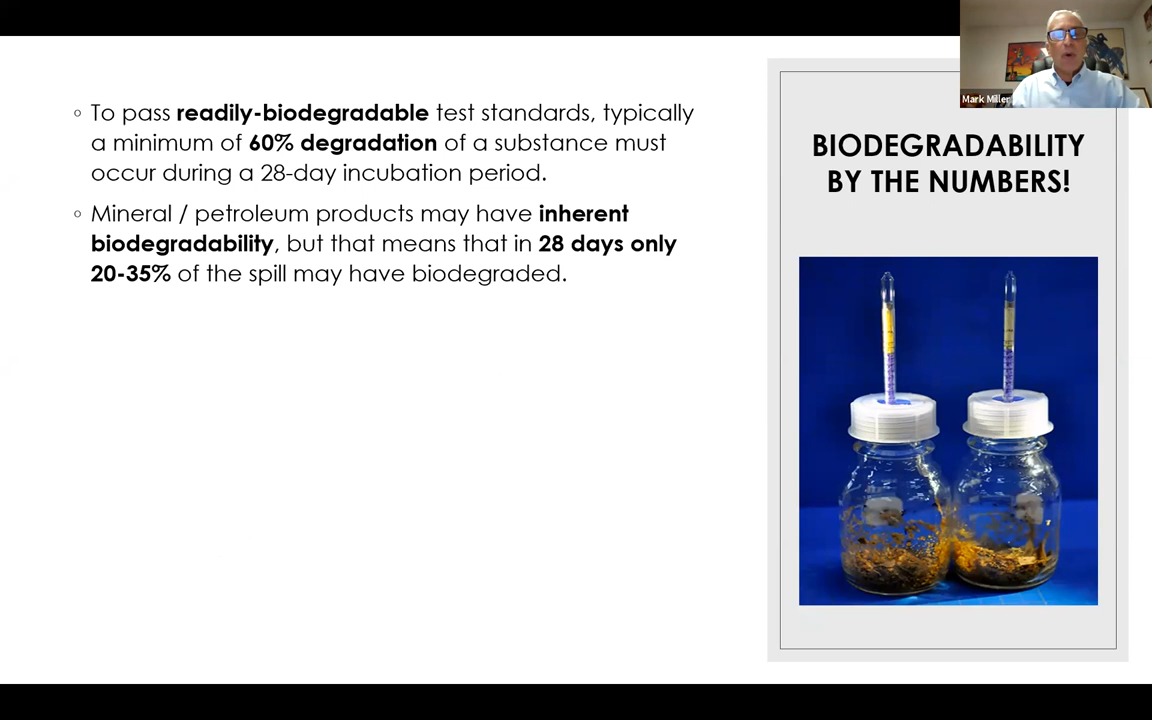 To pass readily-biodegradable test standards, typically
a minimum of 60% degradation of a substance must
occur during a 28-day incubation period.
Mineral / petroleum products may have inherent
biodegradability, but that means that in 28 days only
20-35% of the spill may have biodegraded.
Mark Miller
BIODEGRADABILITY
BY THE NUMBERS!